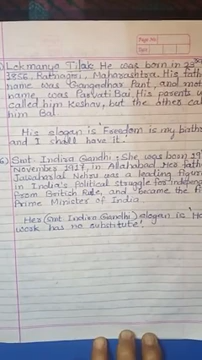 Page No.
Date
Lokmanya Tilak He was born in 23
1856, Ratnagiri, Maharashtra. His fath
name was Gangadhar Pant, and mot
name, was Parvati Bai. His parents u
called him Keshav, but the other cal
him Bal.
His slogan is "Freedom is my birth
and I shall have it.
6) Smt. Indira Gandhi: She was born 19
November 1917, in Allahabad Her fath
Jawaharlal Nehru was a leading figur
in India's Political struggle for indepen
from British Rule, and became the fi
prime Minister of India
Her (Smt Indira Gandhi) slogan is "Ha
work has no substitute!